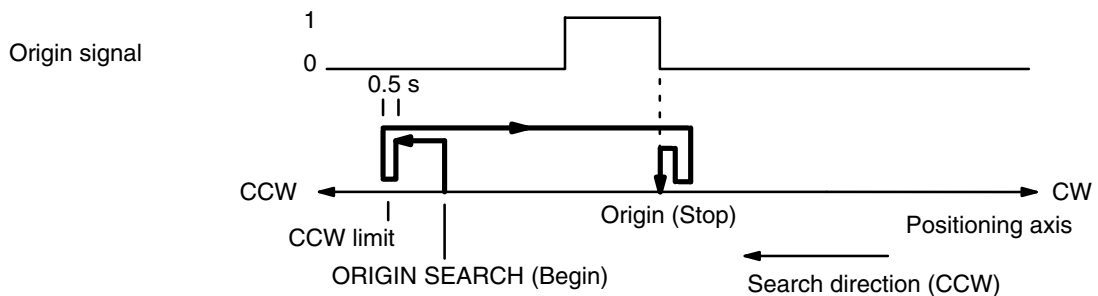 1
Origin signal
0
0.5 s
CCW
CW
Origin (Stop)
Positioning axis
CCW limit
ORIGIN SEARCH (Begin)
Search direction (CCW)